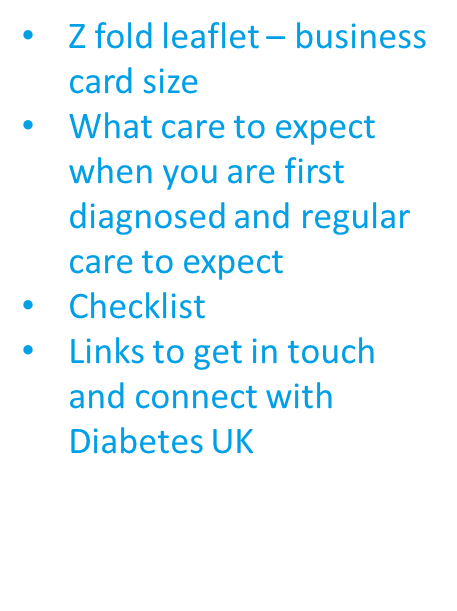 • Z fold leaflet – business
card size
• What care to expect
when you are first
diagnosed and regular
care to expect
• Checklist
• Links to get in touch
and connect with
Diabetes UK